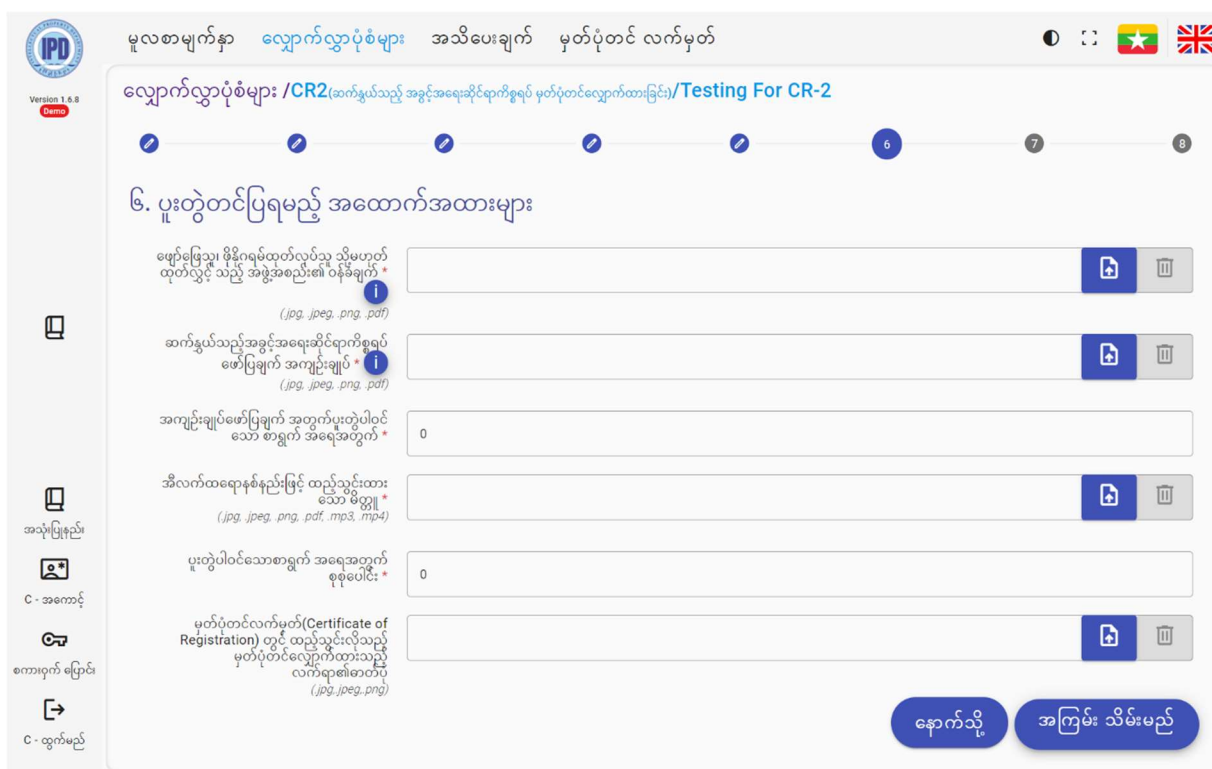 IPD
မူလစာမျက်နှာ လျှောက်လွှာပုံစံများ အသိပေးချက် မှတ်ပုံတင် လက်မှတ်
Version 1.6.8
Demo
လျှောက်လွှာပုံစံများ /CR2(ဆက်နွှယ်သည့် အခွင့်အရေးဆိုင်ရာကိစ္စရပ် မှတ်ပုံတင်လျှောက်ထားခြင်း)/Testing For CR-2
6 7 8
၆. ပူးတွဲတင်ပြရမည့် အထောက်အထားများ
ဖျော်ဖြေသူ၊ ဖိုနိုဂရမ်ထုတ်လုပ်သူ သို့မဟုတ်
ထုတ်လွှင့် သည့် အဖွဲ့အစည်း၏ ဝန်ခံချက် *
i
(.jpg, .jpeg, .png, .pdf)
ဆက်နွှယ်သည့်အခွင့်အရေးဆိုင်ရာကိစ္စရပ်
ဖော်ပြချက် အကျဉ်းချုပ် * i
(.jpg, .jpeg, .png, .pdf)
အကျဉ်းချုပ်ဖော်ပြချက် အတွက်ပူးတွဲပါဝင်
သော စာရွက် အရေအတွက် *
0
အီလက်ထရောနစ်နည်းဖြင့် ထည့်သွင်းထား
သော မိတ္တူ *
(.jpg, .jpeg, .png, .pdf, .mp3, .mp4)
ပူးတွဲပါဝင်သောစာရွက် အရေအတွက်
စုစုပေါင်း *
0
မှတ်ပုံတင်လက်မှတ်(Certificate of
Registration) တွင် ထည့်သွင်းလိုသည့်
မှတ်ပုံတင်လျှောက်ထားသည့်
လက်ရာ၏ဓာတ်ပုံ
(.jpg,.jpeg,.png)
အသုံးပြုနည်း
C - အကောင့်
စကားဝှက် ပြောင်း
C - ထွက်မည်
နောက်သို့ အကြမ်း သိမ်းမည်